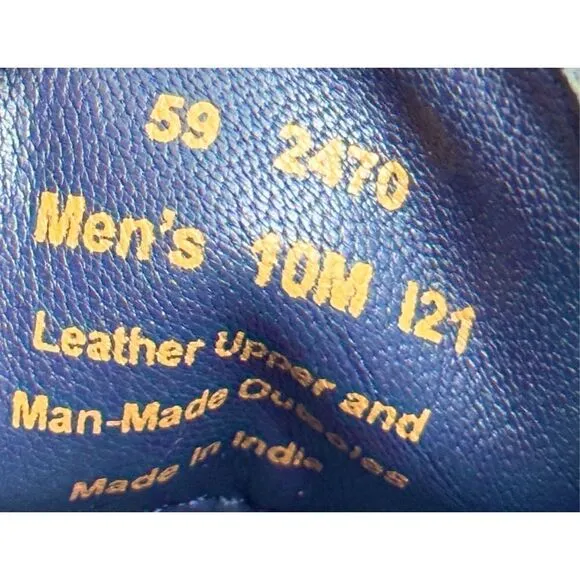 59 2470
Men's 10M I21
Leather Upper and
Man-Made Outsoles
Made In India